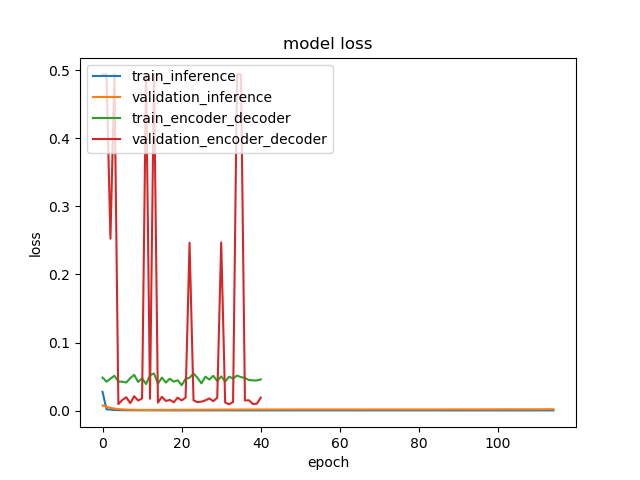 model loss
train_inference
validation_inference
train_encoder_decoder
validation_encoder_decoder
loss
0.5
0.4
0.3
0.2
0.1
0.0
0 20 40 60 80 100
epoch